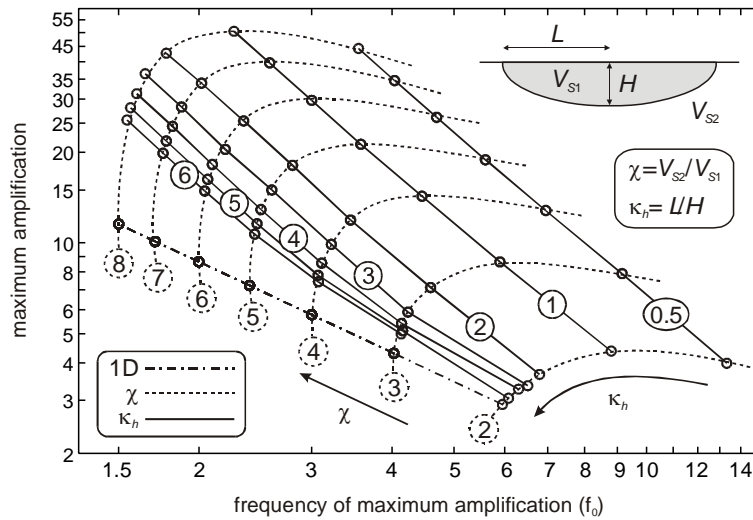 maximum amplification
55
45
35
30
25
20
15
10
8
6
5
4
3
2
L
V_S1
H
V_S2
χ=V_S2/V_S1
κ_h= L/H
6
5
4
3
2
1
0.5
8
7
6
5
4
3
2
1D
χ
κ_h
χ
κ_h
1.5 2 3 4 5 6 7 8 9 10 12 14
frequency of maximum amplification (f_0)